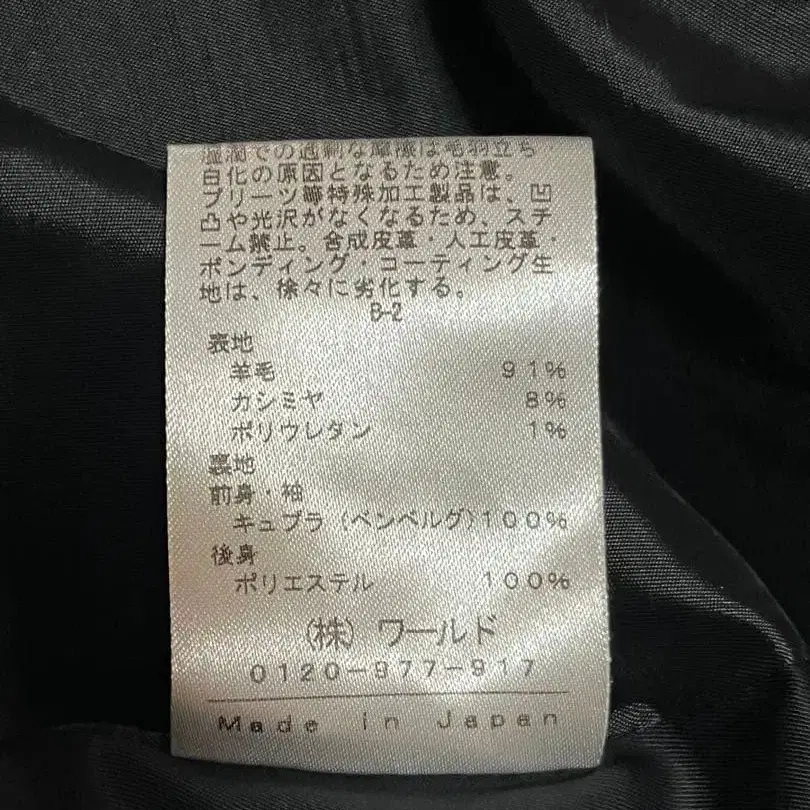 湿潤での過剰な摩擦は毛羽立ち
白化の原因となるため注意。
プリーツ等特殊加工製品は、凹
凸や光沢がなくなるため、スチ
ーム禁止。合成皮革・人工皮革・
ボンディング・コーティング生
地は、徐々に劣化する。
B-2
表地
羊毛 91%
カシミヤ 8%
ポリウレタン 1%
裏地
前身・袖
キュプラ(ベンベルグ)100%
後身
ポリエステル 100%
(株)ワールド
0120-977-917
Made in Japan